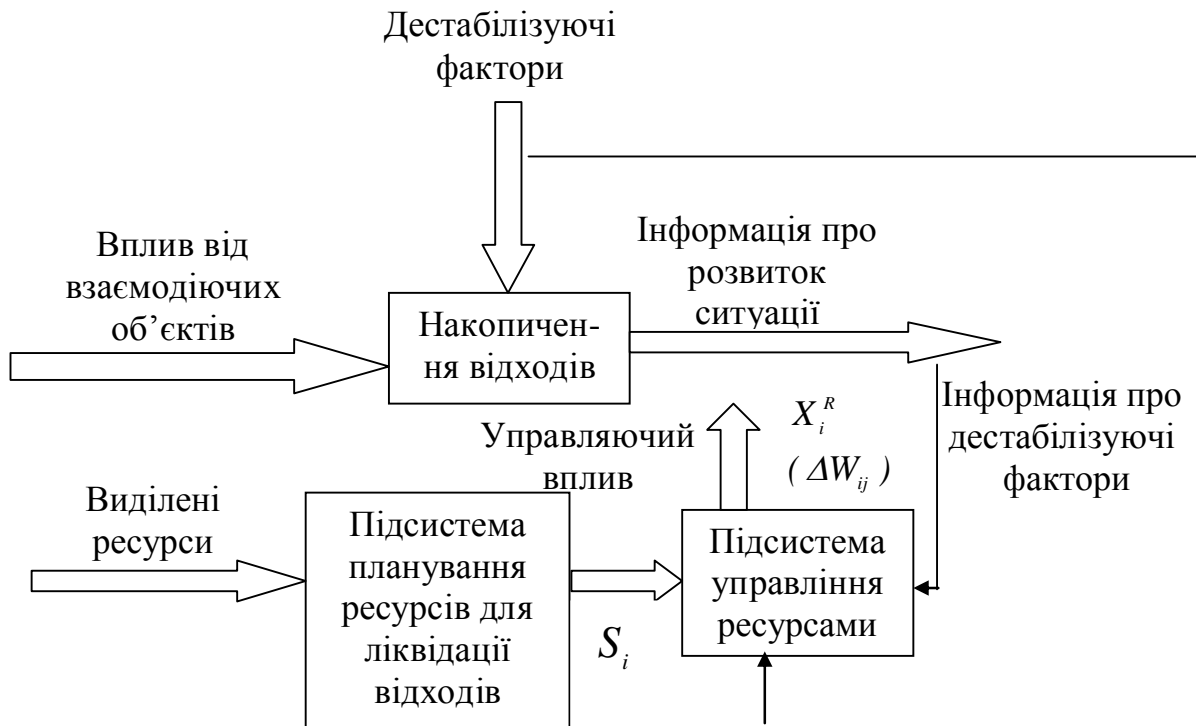 Дестабілізуючі
фактори
Вплив від
взаємодіючих
об’єктів
Інформація про
розвиток
ситуації
Накопичен-
ня відходів
Управляючий
вплив
X_i^R
( ΔW_ij )
Інформація про
дестабілізуючі
фактори
Виділені
ресурси
Підсистема
планування
ресурсів для
ліквідації
відходів
S_i
Підсистема
управління
ресурсами